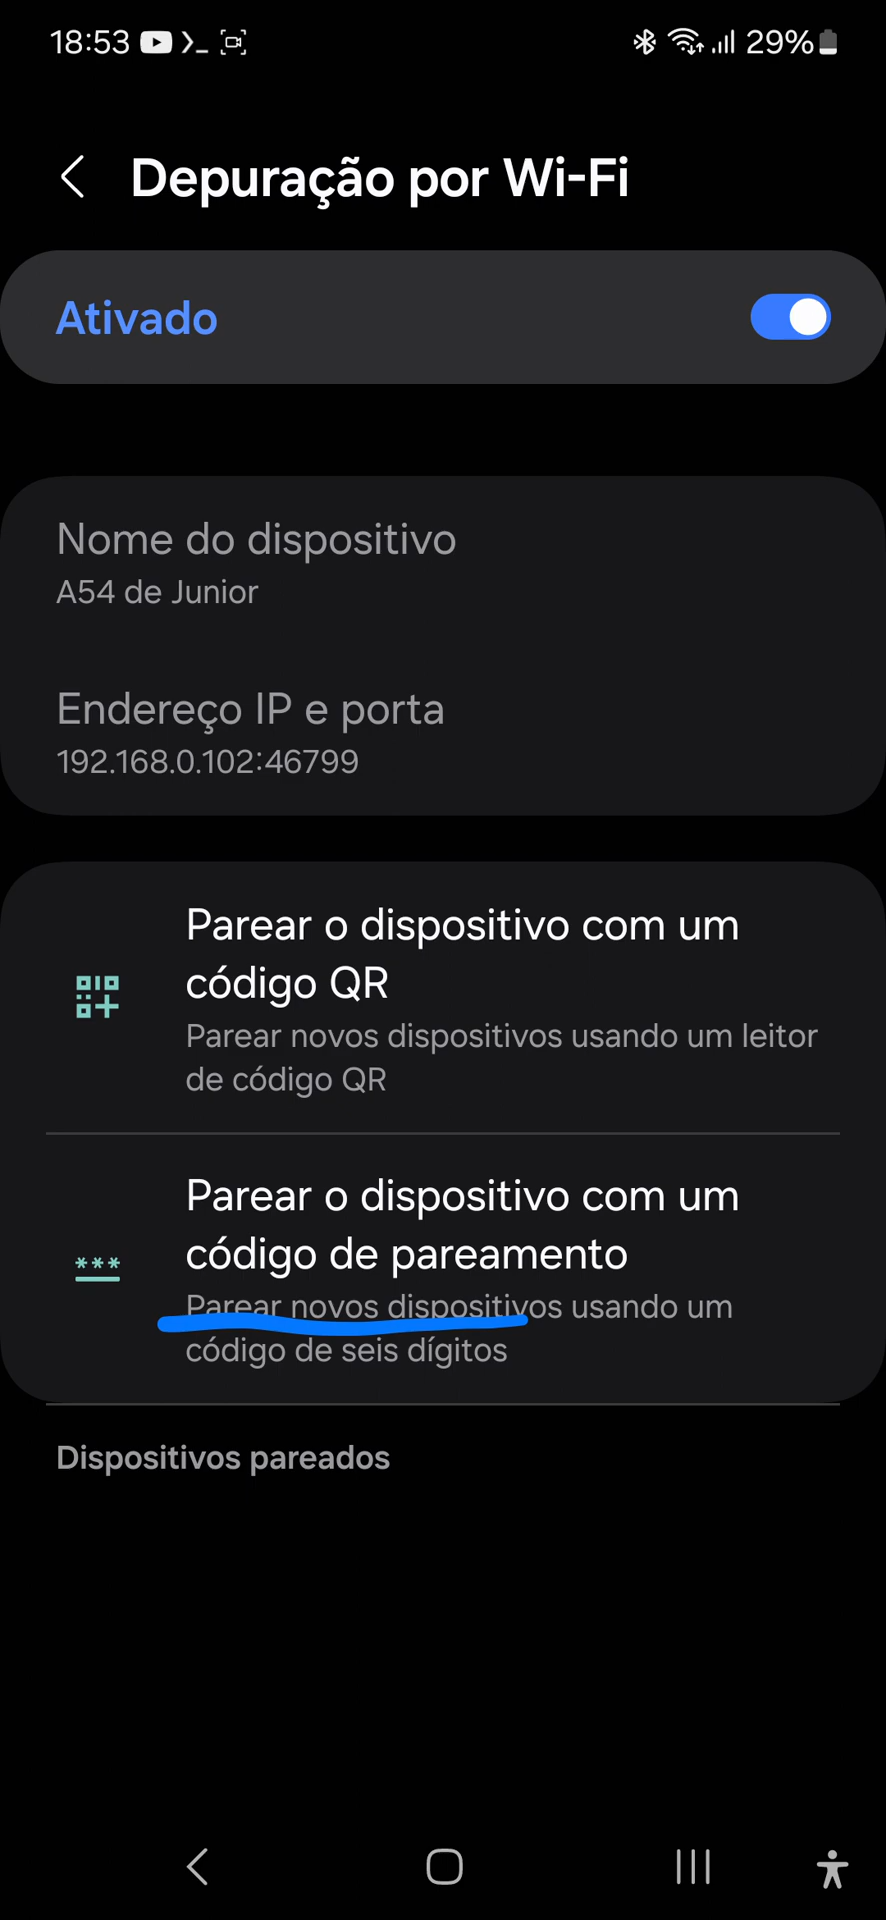 18:53
29%
Depuração por Wi-Fi
Ativado
Nome do dispositivo
A54 de Junior
Endereço IP e porta
192.168.0.102:46799
Parear o dispositivo com um
código QR
Parear novos dispositivos usando um leitor
de código QR
Parear o dispositivo com um
código de pareamento
Parear novos dispositivos usando um
código de seis dígitos
Dispositivos pareados